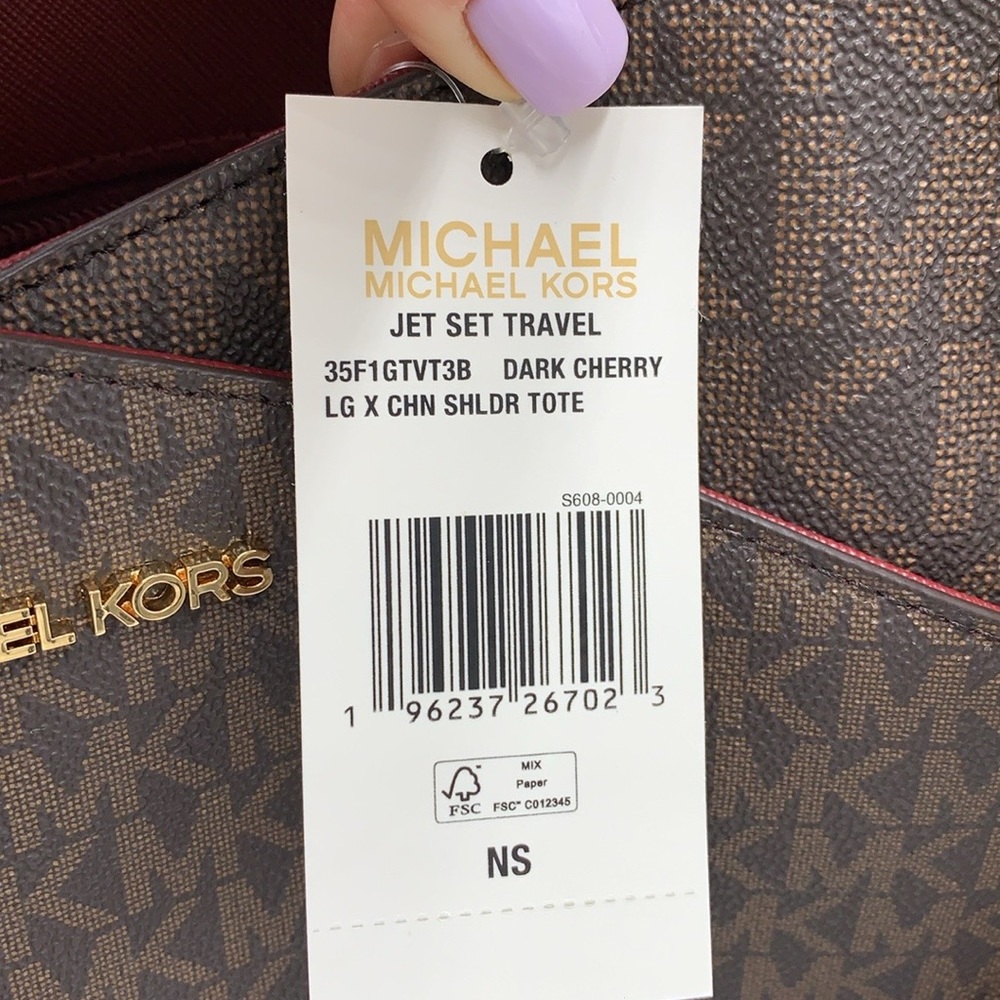 MICHAEL
MICHAEL KORS
JET SET TRAVEL
35F1GTVT3B DARK CHERRY
LG X CHN SHLDR TOTE
S608-0004
1 96237 26702 3
MIX
Paper
FSC™ C012345
FSC
NS
EL KORS